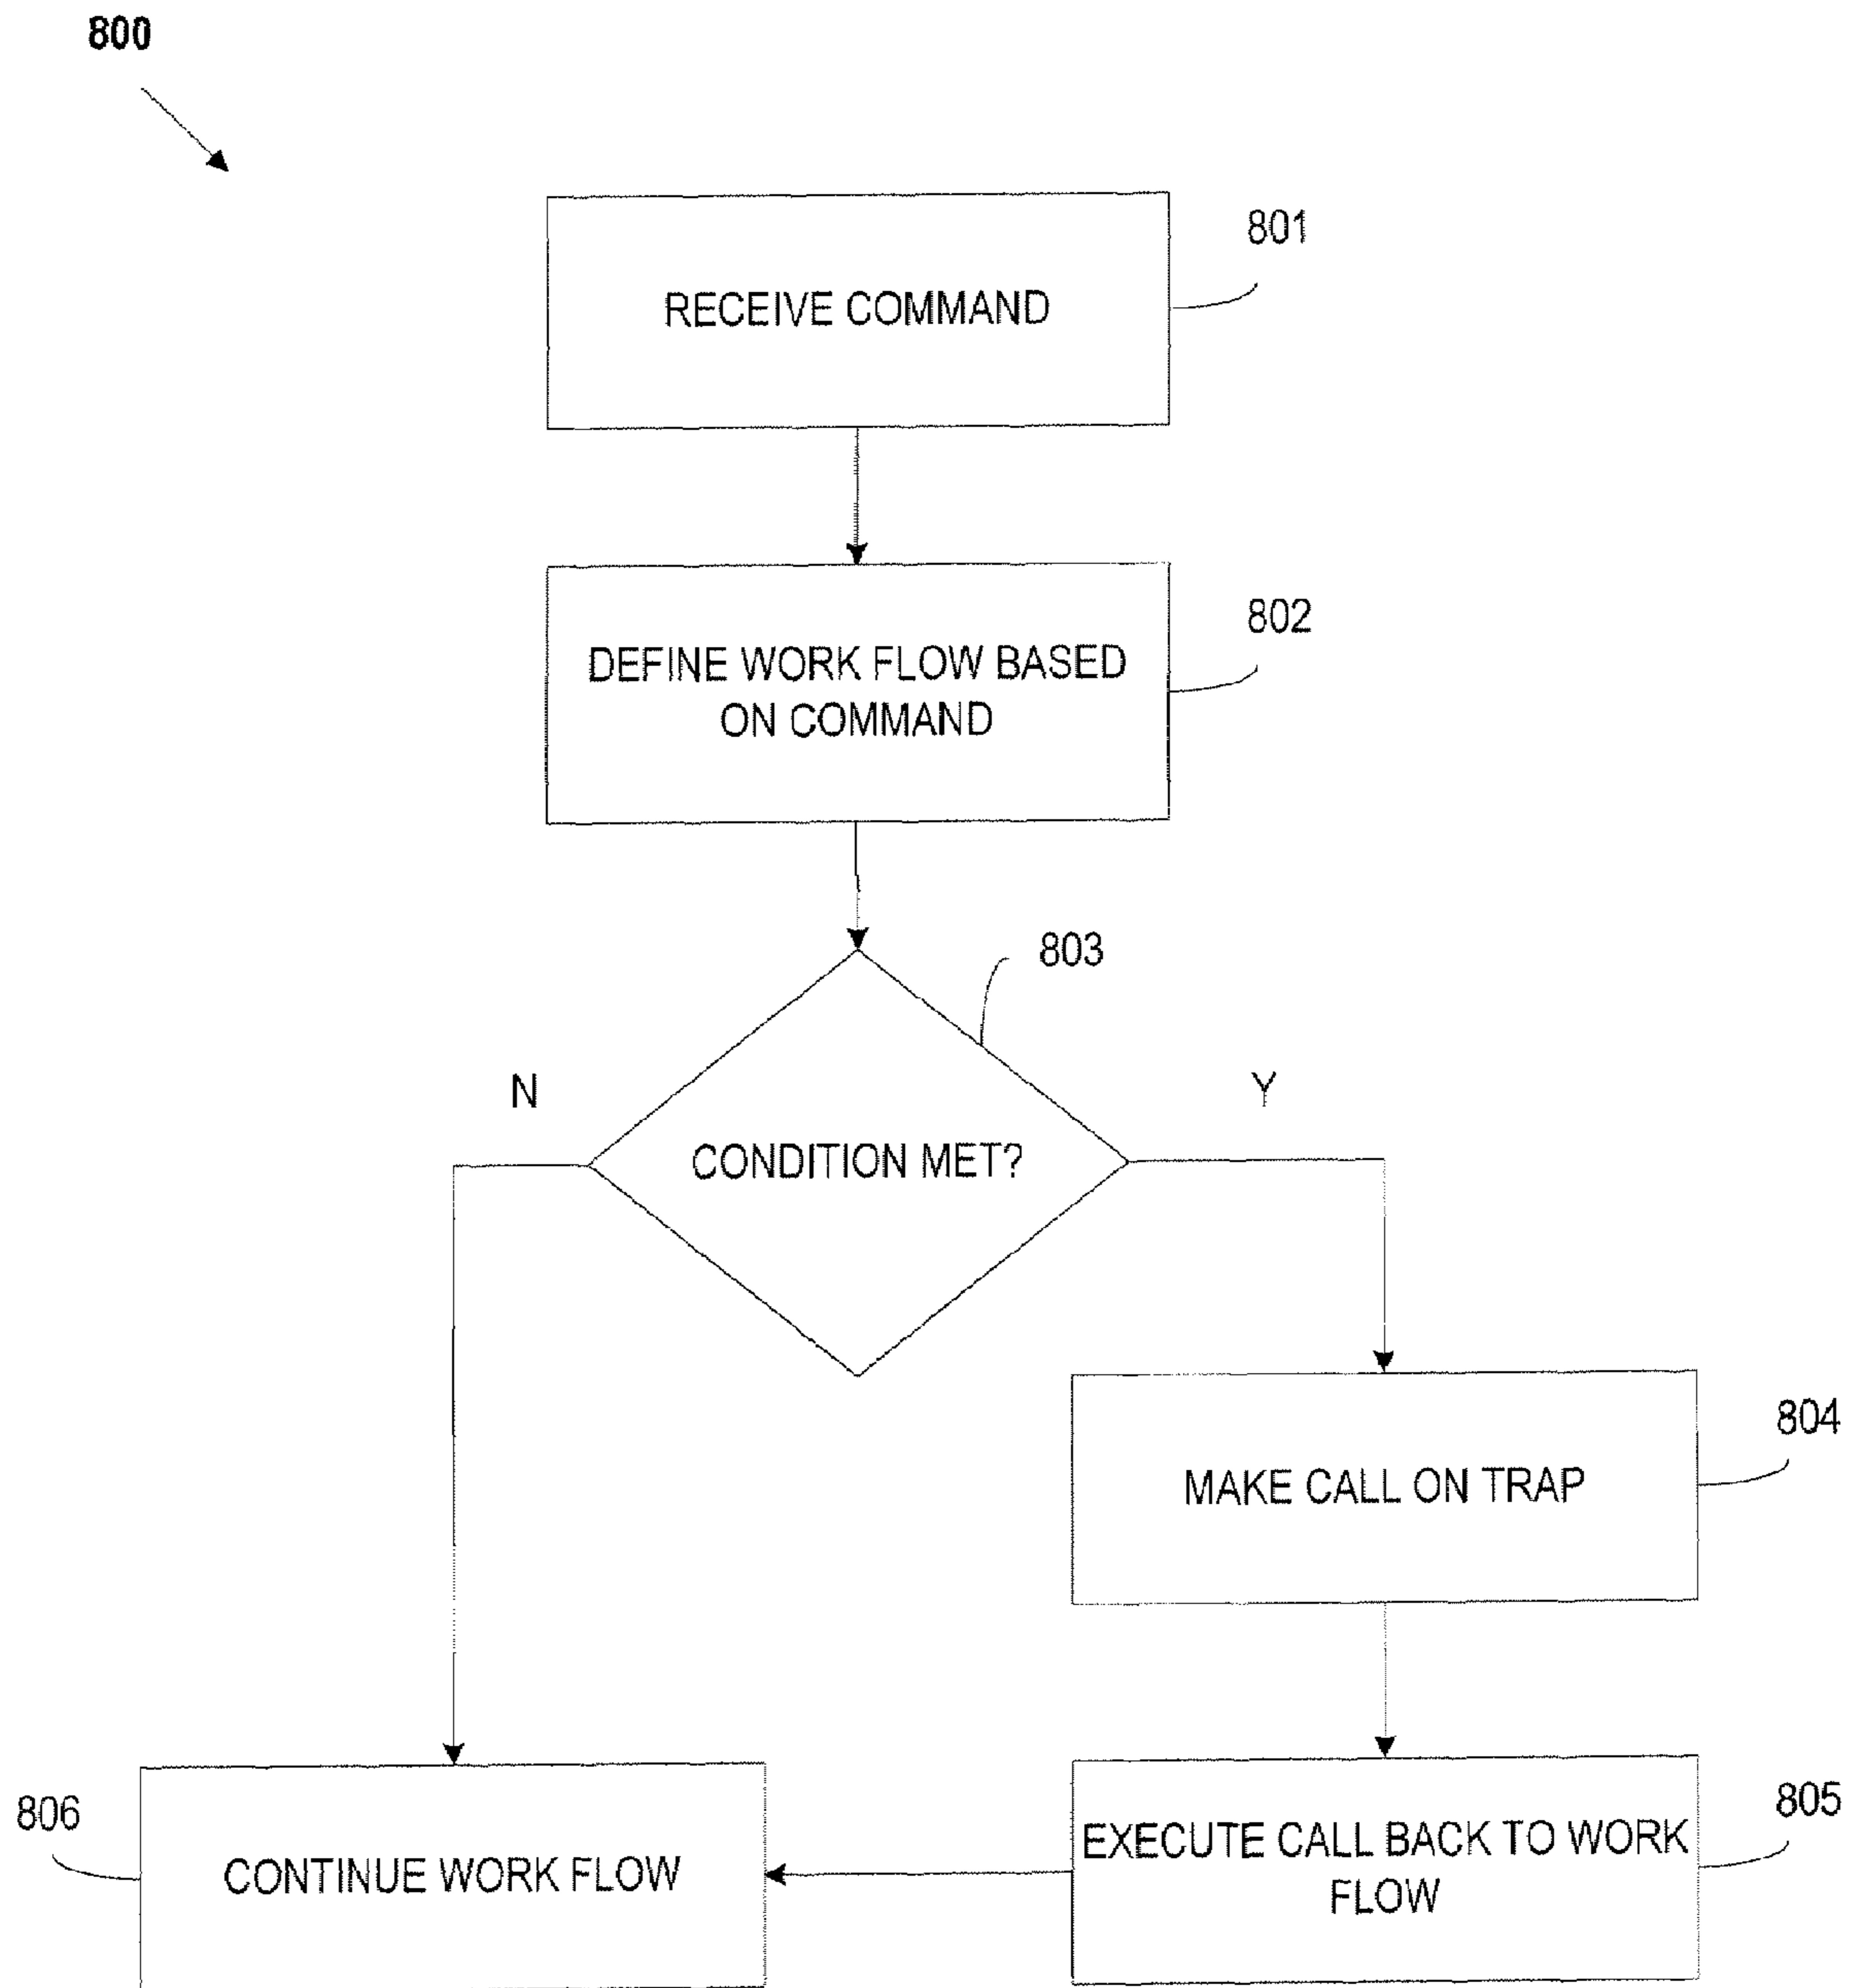 800
RECEIVE COMMAND
801
DEFINE WORK FLOW BASED
ON COMMAND
802
803
N
Y
CONDITION MET?
MAKE CALL ON TRAP
804
806
CONTINUE WORK FLOW
EXECUTE CALL BACK TO WORK
FLOW
805